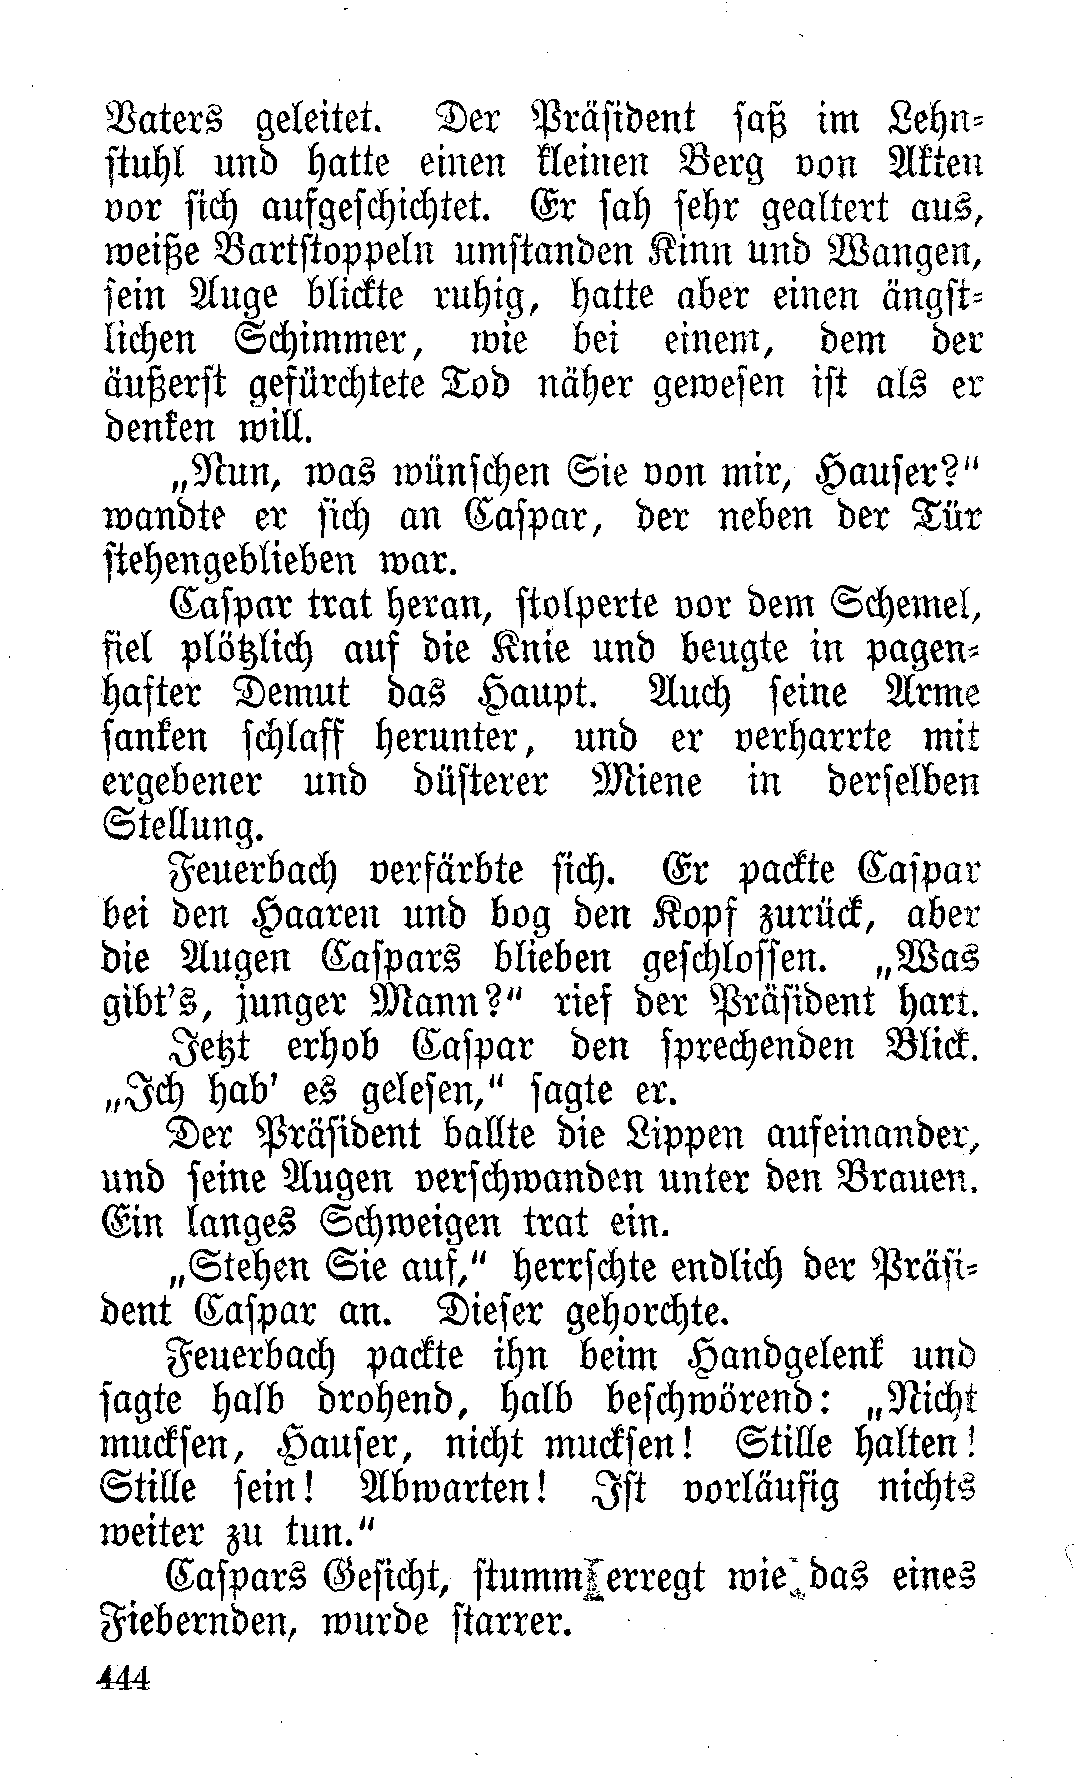 Vaters geleitet. Der Präsident saß im Lehn-
stuhl und hatte einen kleinen Berg von Akten
vor sich aufgeschichtet. Er sah sehr gealtert aus,
weiße Bartstoppeln umstanden Kinn und Wangen,
sein Auge blickte ruhig, hatte aber einen ängst-
lichen Schimmer, wie bei einem, dem der
äußerst gefürchtete Tod näher gewesen ist als er
denken will.
„Nun, was wünschen Sie von mir, Hauser?“
wandte er sich an Caspar, der neben der Tür
stehengeblieben war.
Caspar trat heran, stolperte vor dem Schemel,
fiel plötzlich auf die Knie und beugte in pagen-
hafter Demut das Haupt. Auch seine Arme
sanken schlaff herunter, und er verharrte mit
ergebener und düsterer Miene in derselben
Stellung.
Feuerbach verfärbte sich. Er packte Caspar
bei den Haaren und bog den Kopf zurück, aber
die Augen Caspars blieben geschlossen. „Was
gibt's, junger Mann?“ rief der Präsident hart.
Jetzt erhob Caspar den sprechenden Blick.
„Ich hab' es gelesen,“ sagte er.
Der Präsident ballte die Lippen aufeinander,
und seine Augen verschwanden unter den Brauen.
Ein langes Schweigen trat ein.
„Stehen Sie auf,“ herrschte endlich der Präsi-
dent Caspar an. Dieser gehorchte.
Feuerbach packte ihn beim Handgelenk und
sagte halb drohend, halb beschwörend: „Nicht
mucksen, Hauser, nicht mucksen! Stille halten!
Stille sein! Abwarten! Ist vorläufig nichts
weiter zu tun.“
Caspars Gesicht, stumm erregt wie das eines
Fiebernden, wurde starrer.
444